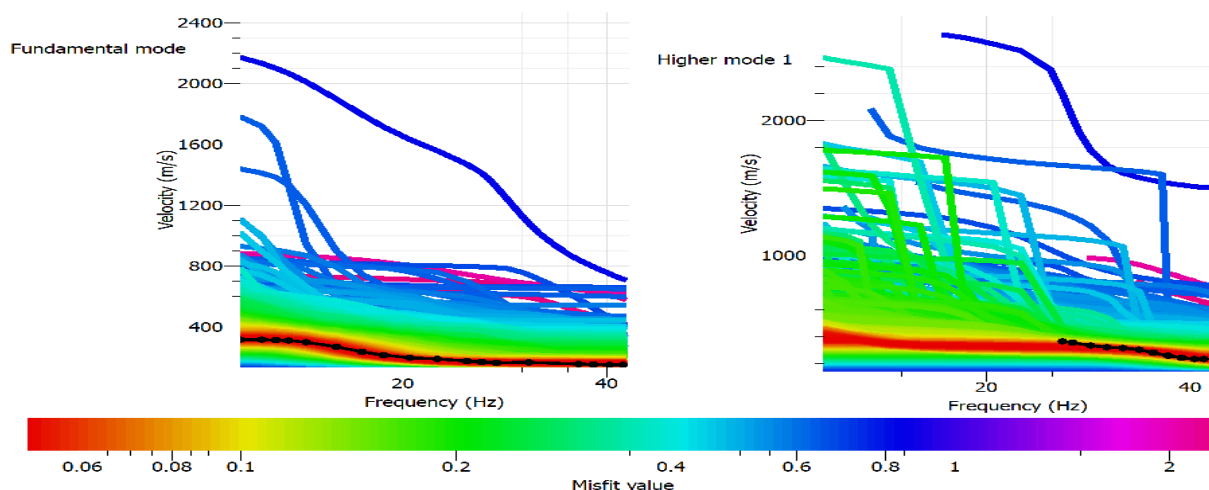 Fundamental mode
2400
2000
1600
1200
800
400
Velocity (m/s)
20
40
Frequency (Hz)
Higher mode 1
2000
1000
Velocity (m/s)
20
40
Frequency (Hz)
0.06 0.08 0.1 0.2 0.4 0.6 0.8 1 2
Misfit value